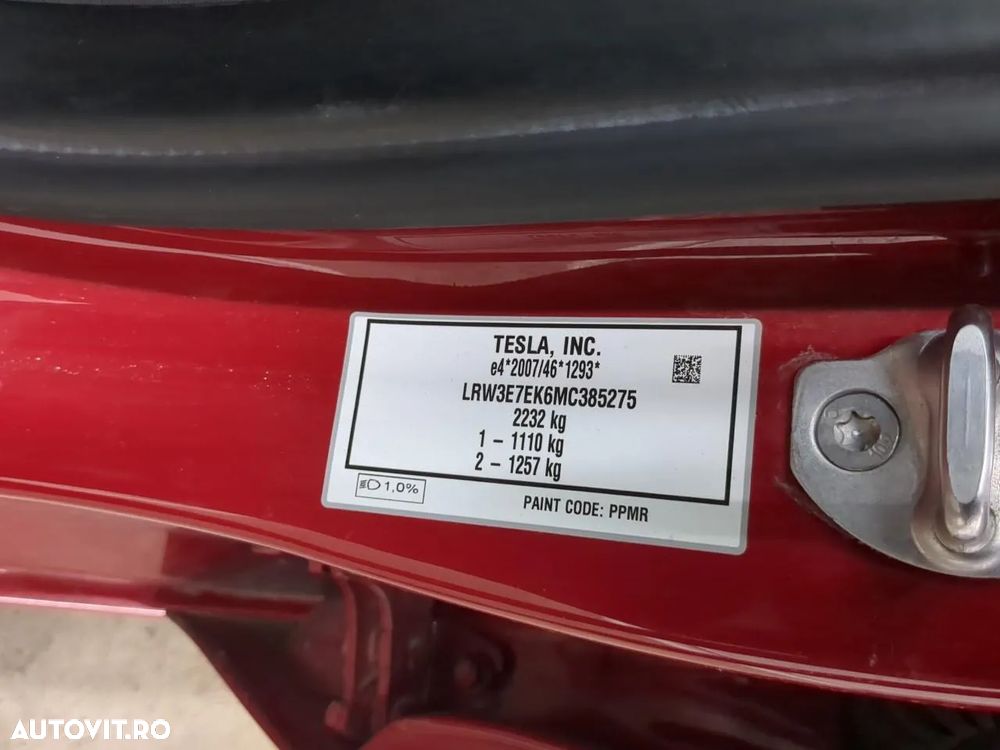 TESLA, INC.
e4*2007/46*1293*
LRW3E7EK6MC385275
2232 kg
1 – 1110 kg
2 – 1257 kg
1,0%
PAINT CODE: PPMR
AUTOVIT.RO